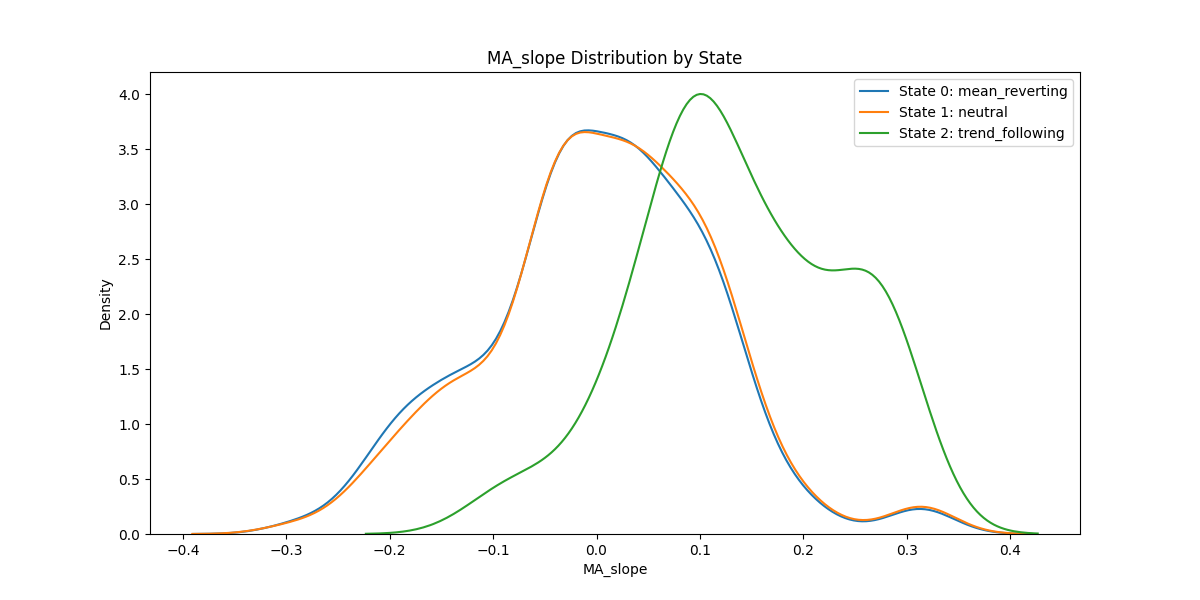 MA_slope Distribution by State
State 0: mean_reverting
State 1: neutral
State 2: trend_following
Density
4.0
3.5
3.0
2.5
2.0
1.5
1.0
0.5
0.0
−0.4 −0.3 −0.2 −0.1 0.0 0.1 0.2 0.3 0.4
MA_slope